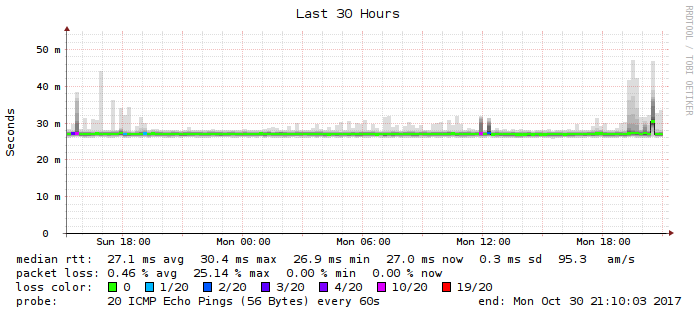 Last 30 Hours
RRDTOOL / TOBI OETIKER
Seconds
50 m
40 m
30 m
20 m
10 m
0
Sun 18:00 Mon 00:00 Mon 06:00 Mon 12:00 Mon 18:00
median rtt: 27.1 ms avg 30.4 ms max 26.9 ms min 27.0 ms now 0.3 ms sd 95.3 am/s
packet loss: 0.46 % avg 25.14 % max 0.00 % min 0.00 % now
loss color: 0 1/20 2/20 3/20 4/20 10/20 19/20
probe: 20 ICMP Echo Pings (56 Bytes) every 60s end: Mon Oct 30 21:10:03 2017